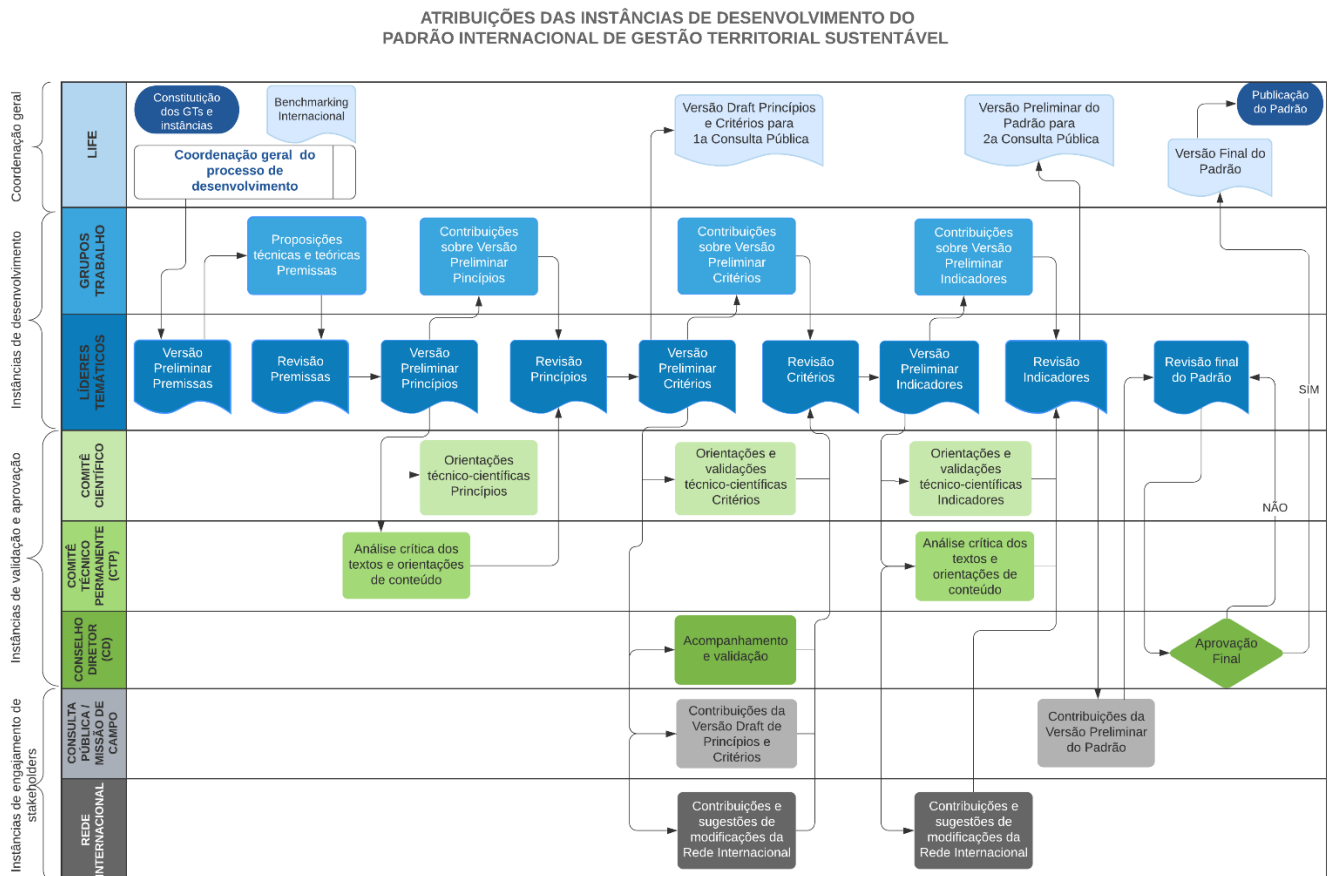 ATRIBUIÇÕES DAS INSTÂNCIAS DE DESENVOLVIMENTO DO
PADRÃO INTERNACIONAL DE GESTÃO TERRITORIAL SUSTENTÁVEL
Coordenação geral
LIFE
Constitutição
dos GTs e
instâncias
Benchmarking
Internacional
Coordenação geral do
processo de
desenvolvimento
Versão Draft Princípios
e Critérios para
1a Consulta Pública
Versão Preliminar do
Padrão para
2a Consulta Pública
Publicação
do Padrão
Versão Final do
Padrão
Instâncias de desenvolvimento
GRUPOS
TRABALHO
Proposições
técnicas e teóricas
Premissas
Contribuições
sobre Versão
Preliminar
Pincípios
Contribuições
sobre Versão
Preliminar
Critérios
Contribuições
sobre Versão
Preliminar
Indicadores
LÍDERES
TEMÁTICOS
Versão
Preliminar
Premissas
Revisão
Premissas
Versão
Preliminar
Princípios
Revisão
Princípios
Versão
Preliminar
Critérios
Revisão
Critérios
Versão
Preliminar
Indicadores
Revisão
Indicadores
Revisão final
do Padrão
SIM
Instâncias de validação e aprovação
COMITÊ
CIENTÍFICO
Orientações
técnico-científicas
Princípios
Orientações e
validações
técnico-científicas
Critérios
Orientações e
validações
técnico-científicas
Indicadores
NÃO
COMITÊ
TÉCNICO
PERMANENTE
(CTP)
Análise crítica dos
textos e orientações
de conteúdo
Análise crítica dos
textos e
orientações de
conteúdo
CONSELHO
DIRETOR
(CD)
Acompanhamento
e validação
Aprovação
Final
Instâncias de engajamento de
stakeholders
CONSULTA
PÚBLICA /
MISSÃO DE
CAMPO
Contribuições da
Versão Draft de
Princípios e
Critérios
Contribuições da
Versão Preliminar
do Padrão
REDE
INTERNACIONAL
Contribuições e
sugestões de
modificações da
Rede Internacional
Contribuições e
sugestões de
modificações da
Rede Internacional